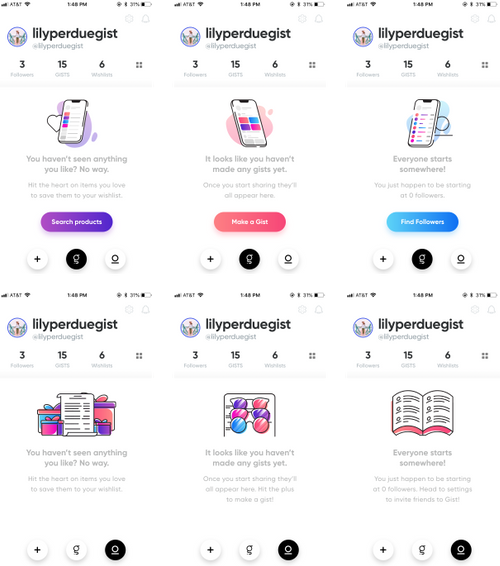 AT&T 1:48 PM 31%
lilyperduegist
@lilyperduegist
3 15 6
Followers GISTS Wishlists
You haven't seen anything
you like? No way.
Hit the heart on items you love
to save them to your wishlist.
Search products
+ g
AT&T 1:48 PM 31%
lilyperduegist
@lilyperduegist
3 15 6
Followers GISTS Wishlists
It looks like you haven't
made any gists yet.
Once you start sharing they'll
all appear here.
Make a Gist
+ g
AT&T 1:48 PM 31%
lilyperduegist
@lilyperduegist
3 15 6
Followers GISTS Wishlists
Everyone starts
somewhere!
You just happen to be starting
at 0 followers.
Find Followers
+ g
AT&T 1:48 PM 31%
lilyperduegist
@lilyperduegist
3 15 6
Followers GISTS Wishlists
You haven't seen anything
you like? No way.
Hit the heart on items you love
to save them to your wishlist.
+ g
AT&T 1:48 PM 31%
lilyperduegist
@lilyperduegist
3 15 6
Followers GISTS Wishlists
It looks like you haven't
made any gists yet.
Once you start sharing they'll
all appear here. Hit the plus
to make a gist!
+ g
AT&T 1:48 PM 31%
lilyperduegist
@lilyperduegist
3 15 6
Followers GISTS Wishlists
Everyone starts
somewhere!
You just happen to be starting
at 0 followers. Head to settings
to invite friends to Gist!
+ g